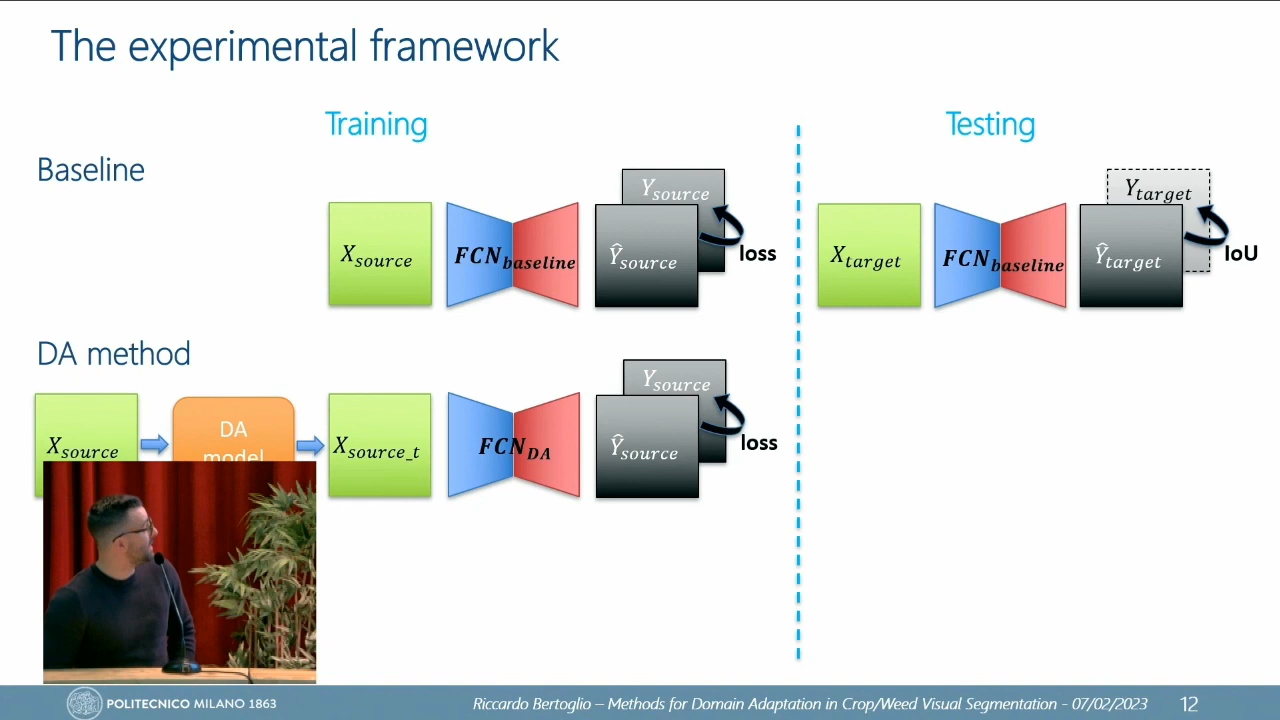 The experimental framework
Training
Testing
Baseline
X_source
FCN_baseline
Y_source
Ŷ_source
loss
X_target
FCN_baseline
Y_target
Ŷ_target
IoU
DA method
X_source
DA
model
X_source_t
FCN_DA
Y_source
Ŷ_source
loss
POLITECNICO MILANO 1863
Riccardo Bertoglio – Methods for Domain Adaptation in Crop/Weed Visual Segmentation - 07/02/2023
12